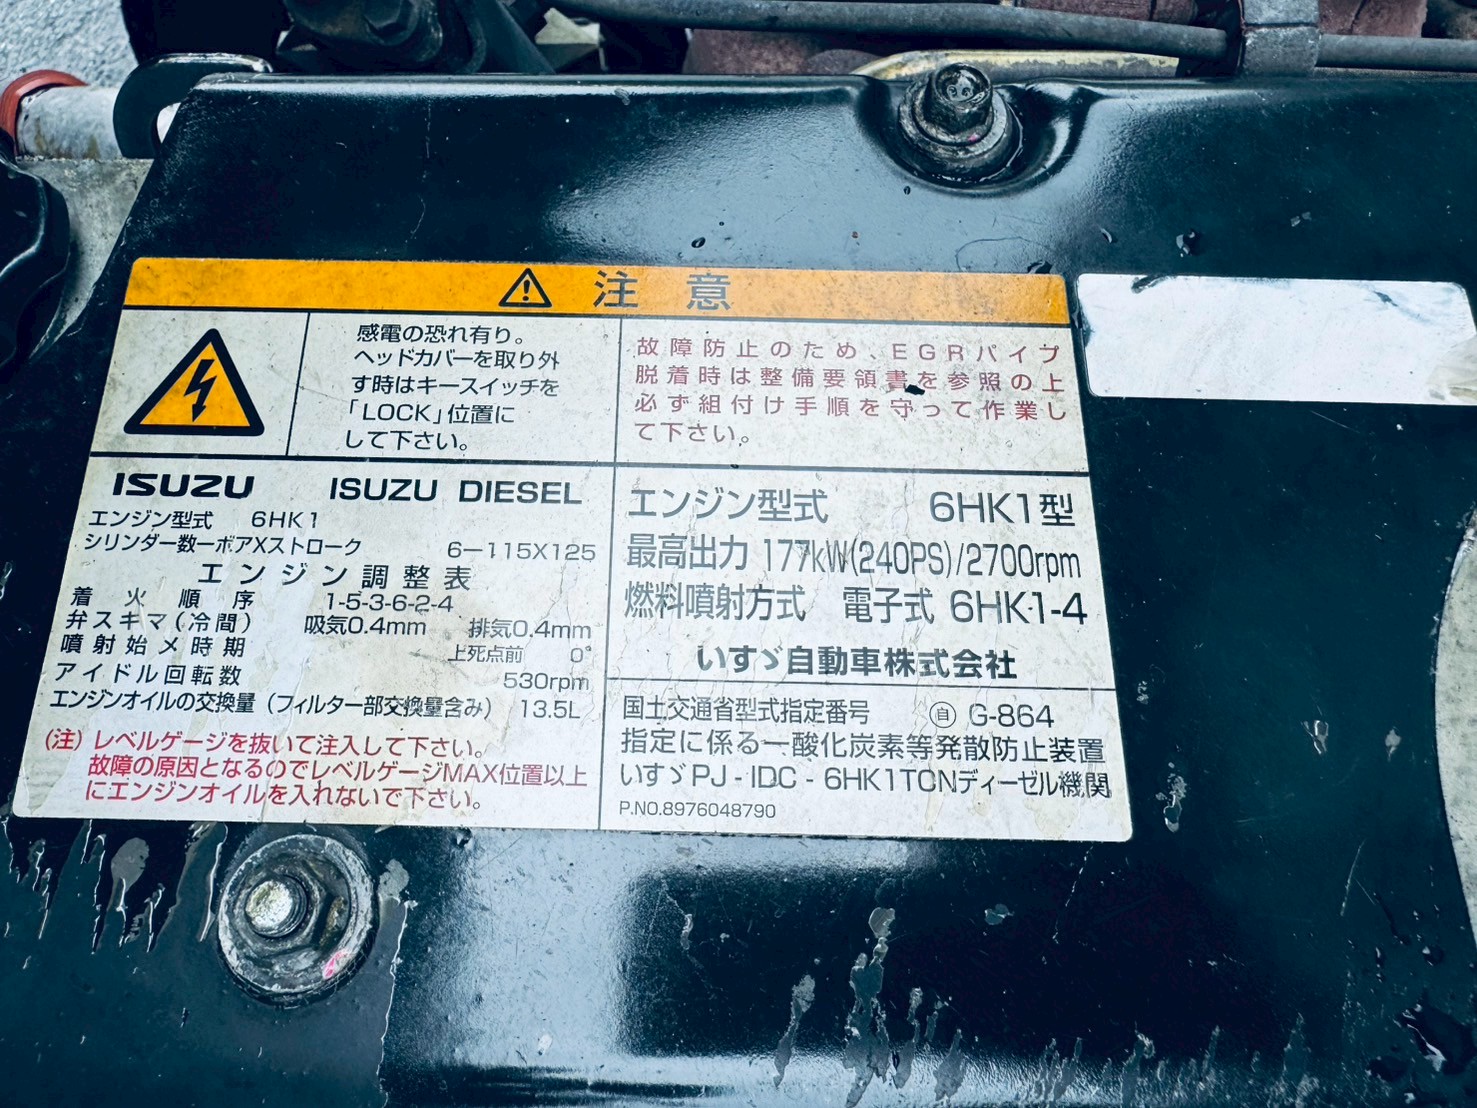 注意
感電の恐れ有り。
ヘッドカバーを取り外
す時はキースイッチを
「LOCK」位置に
して下さい。
故障防止のため、EGRパイプ
脱着時は整備要領書を参照の上
必ず組付け手順を守って作業し
て下さい。
ISUZU ISUZU DIESEL
エンジン型式 6HK1
シリンダー数ーボアXストローク 6ー115X125
エンジン調整表
着火順序 1-5-3-6-2-4
弁スキマ(冷間) 吸気0.4mm 排気0.4mm
噴射始メ時期 上死点前 0°
アイドル回転数 530rpm
エンジンオイルの交換量(フィルター部交換量含み) 13.5L
(注)レベルゲージを抜いて注入して下さい。
故障の原因となるのでレベルゲージMAX位置以上
にエンジンオイルを入れないで下さい。
エンジン型式 6HK1型
最高出力 177kW(240PS)/2700rpm
燃料噴射方式 電子式 6HK1-4
いすゞ自動車株式会社
国土交通省型式指定番号 自 G-864
指定に係る一酸化炭素等発散防止装置
いすゞPJ-IDC-6HK1TCNディーゼル機関
P.NO.8976048790